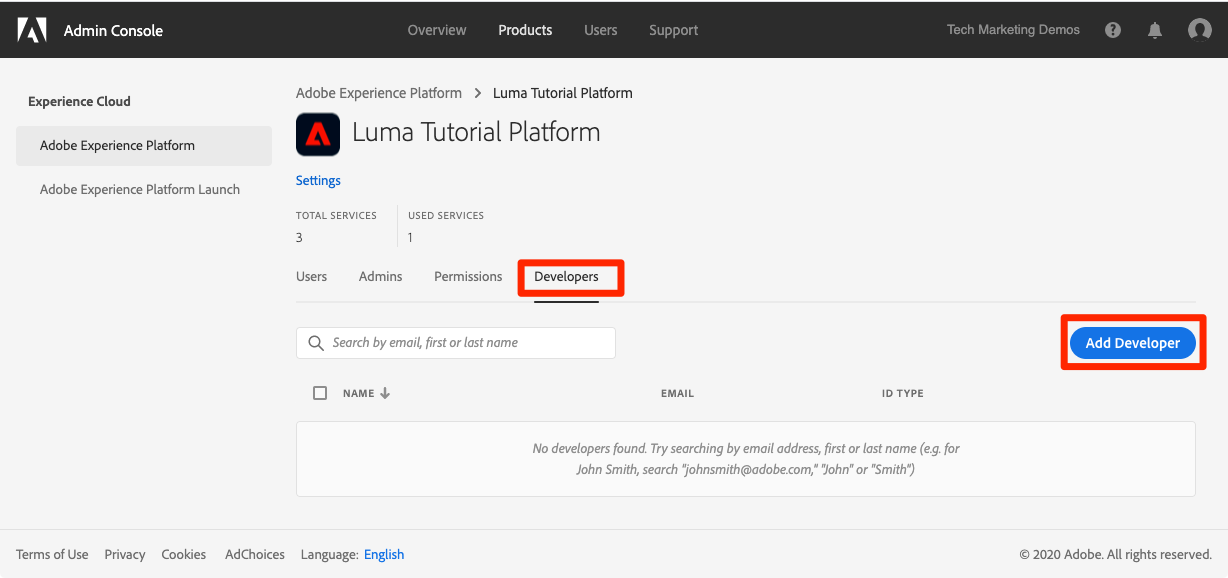 Admin Console
Overview Products Users Support
Tech Marketing Demos
Experience Cloud
Adobe Experience Platform
Adobe Experience Platform Launch
Adobe Experience Platform > Luma Tutorial Platform
Luma Tutorial Platform
Settings
TOTAL SERVICES USED SERVICES
3 1
Users Admins Permissions Developers
Search by email, first or last name
Add Developer
NAME EMAIL ID TYPE
No developers found. Try searching by email address, first or last name (e.g. for
John Smith, search "johnsmith@adobe.com," "John" or "Smith")
Terms of Use Privacy Cookies AdChoices Language: English
© 2020 Adobe. All rights reserved.